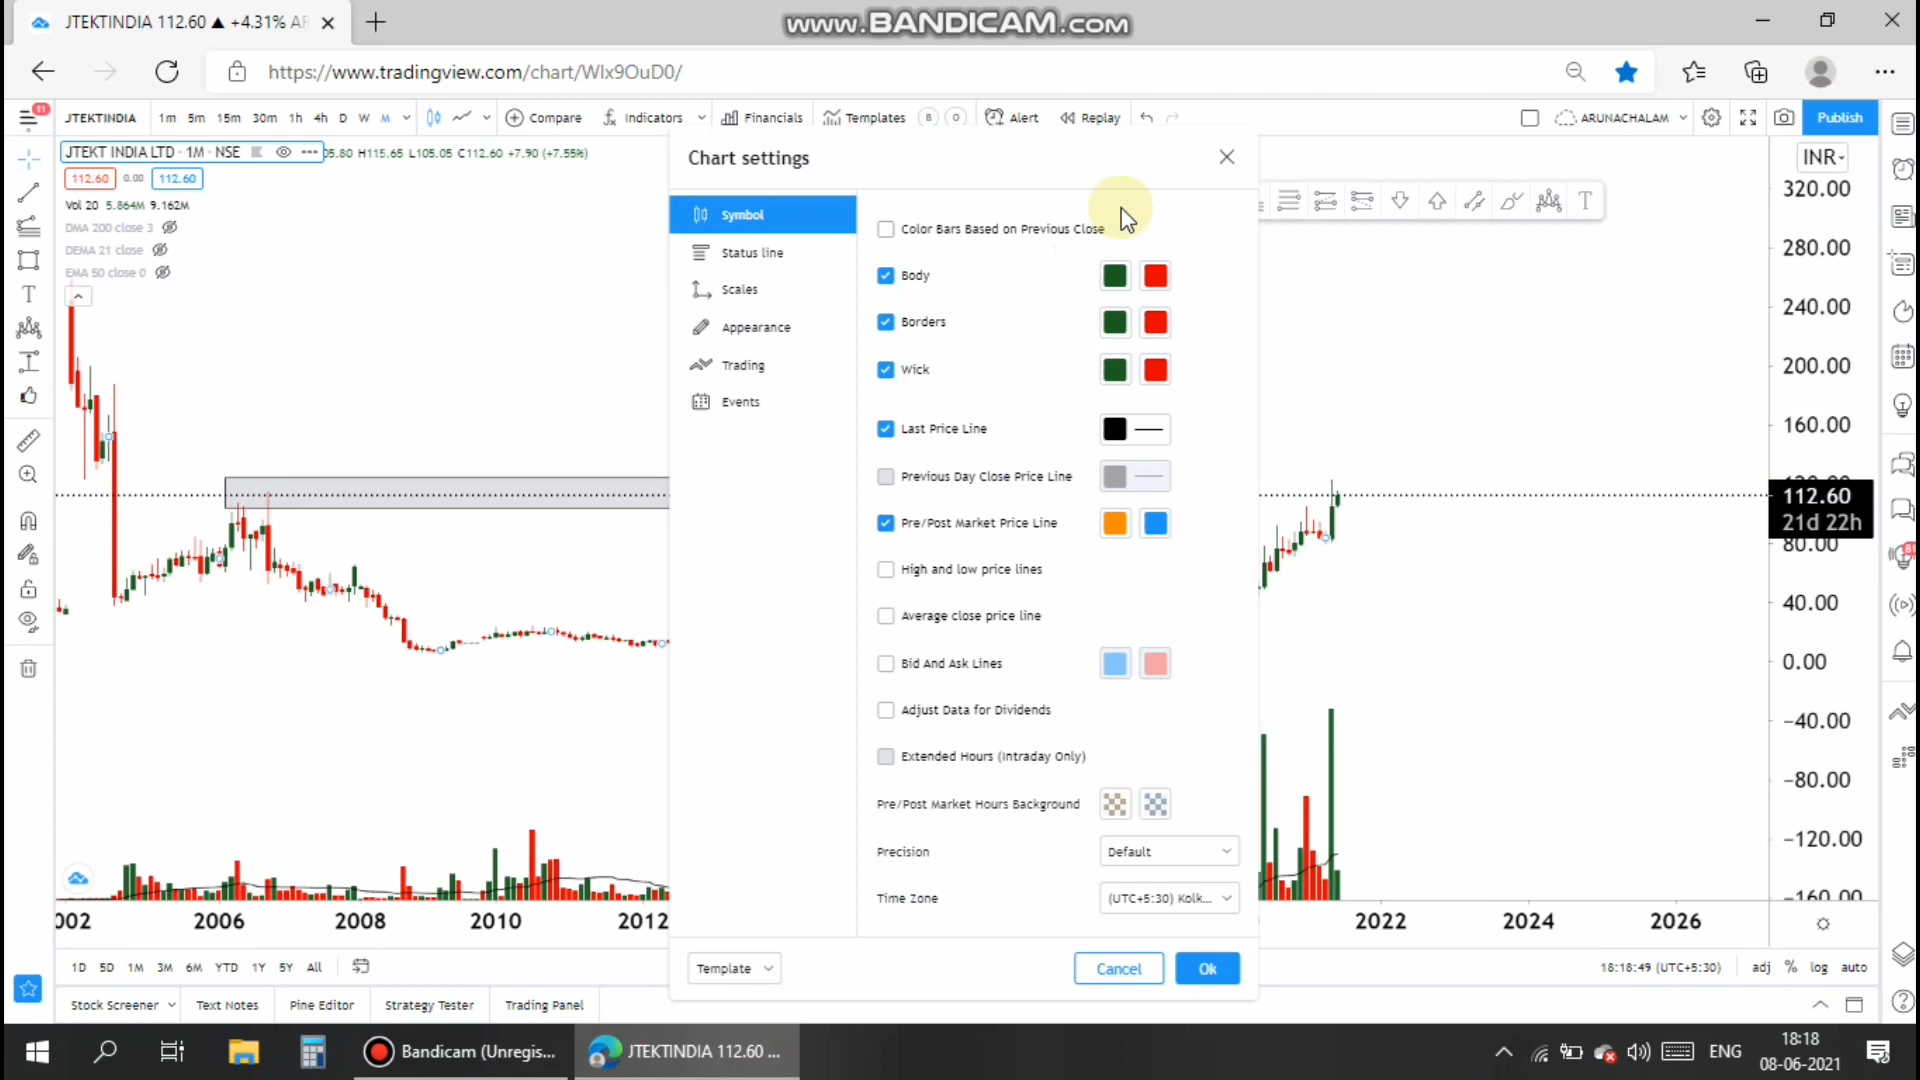 JTEKTINDIA 112.60 ▲ +4.31% AF
www.BANDICAM.com
https://www.tradingview.com/chart/Wlx9OuD0/
11
JTEKTINDIA 1m 5m 15m 30m 1h 4h D W M Compare Indicators Financials Templates B O Alert Replay ARUNACHALAM Publish
JTEKT INDIA LTD · 1M · NSE 05.80 H115.65 L105.05 C112.60 +7.90 (+7.55%)
112.60 0.00 112.60
Vol 20 5.864M 9.162M
DMA 200 close 3
DEMA 21 close
EMA 50 close 0
Chart settings
Symbol
Status line
Scales
Appearance
Trading
Events
Color Bars Based on Previous Close
Body
Borders
Wick
Last Price Line
Previous Day Close Price Line
Pre/Post Market Price Line
High and low price lines
Average close price line
Bid And Ask Lines
Adjust Data for Dividends
Extended Hours (Intraday Only)
Pre/Post Market Hours Background
Precision Default
Time Zone (UTC+5:30) Kolk...
Template Cancel Ok
T
INR
320.00
280.00
240.00
200.00
160.00
112.60
21d 22h
80.00
40.00
0.00
-40.00
-80.00
-120.00
-160.00
81
002 2006 2008 2010 2012 2022 2024 2026
1D 5D 1M 3M 6M YTD 1Y 5Y All 18:18:49 (UTC+5:30) adj % log auto
Stock Screener Text Notes Pine Editor Strategy Tester Trading Panel
Bandicam (Unregis... JTEKTINDIA 112.60 ... ENG 18:18
08-06-2021